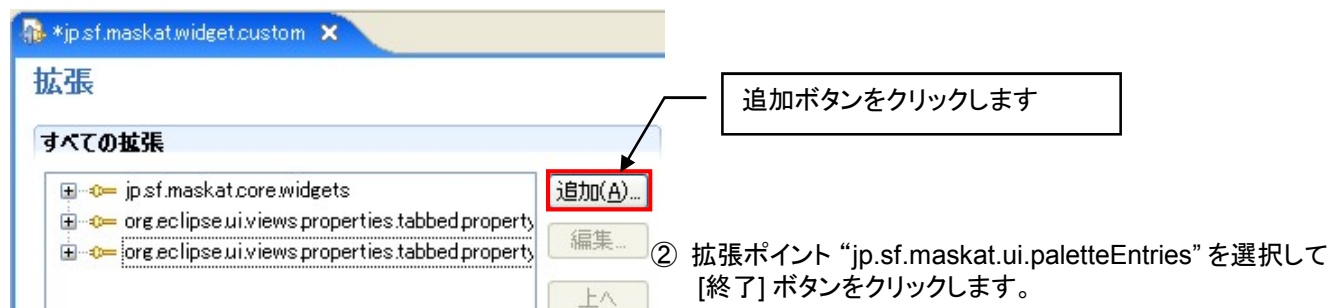 *jp.sf.maskat.widget.custom
拡張
追加ボタンをクリックします
すべての拡張
jp.sf.maskat.core.widgets
追加(A)...
org.eclipse.ui.views.properties.tabbed.property
編集...
org.eclipse.ui.views.properties.tabbed.property
② 拡張ポイント “jp.sf.maskat.ui.paletteEntries” を選択して
[終了] ボタンをクリックします。
上へ